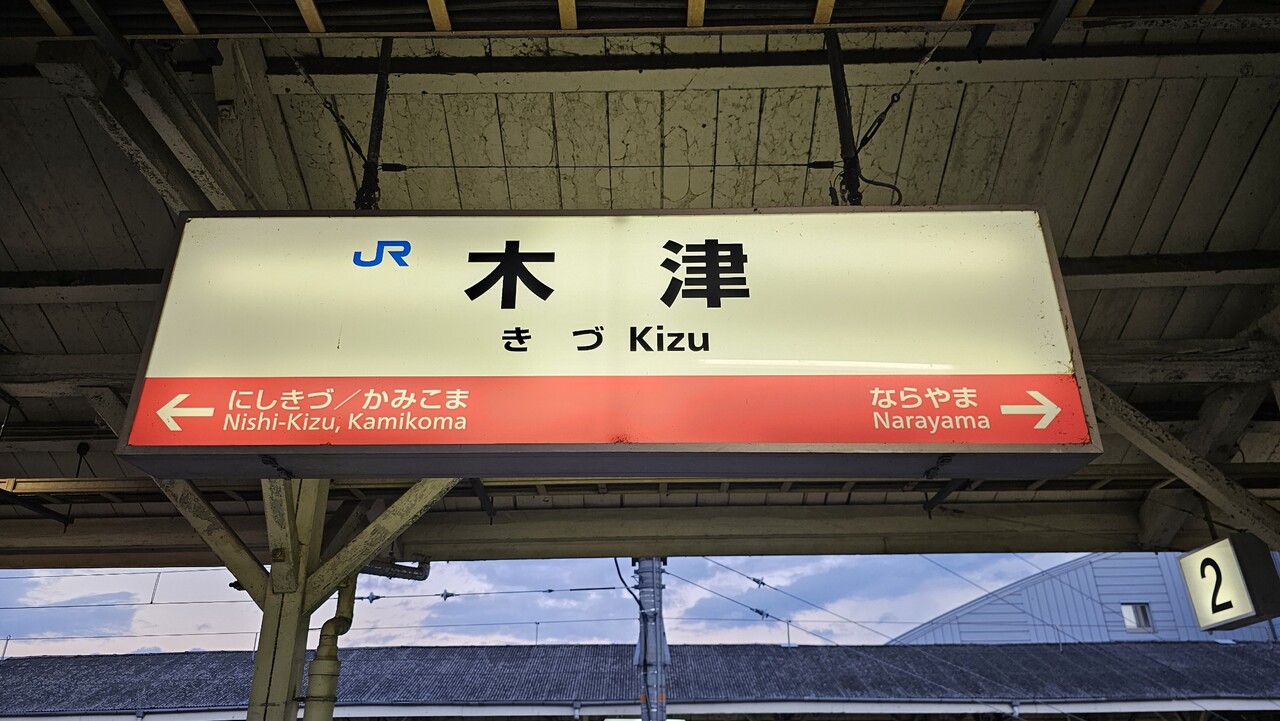 JR 木津
きづ Kizu
← にしきづ／かみこま
Nishi-Kizu, Kamikoma
ならやま →
Narayama
2